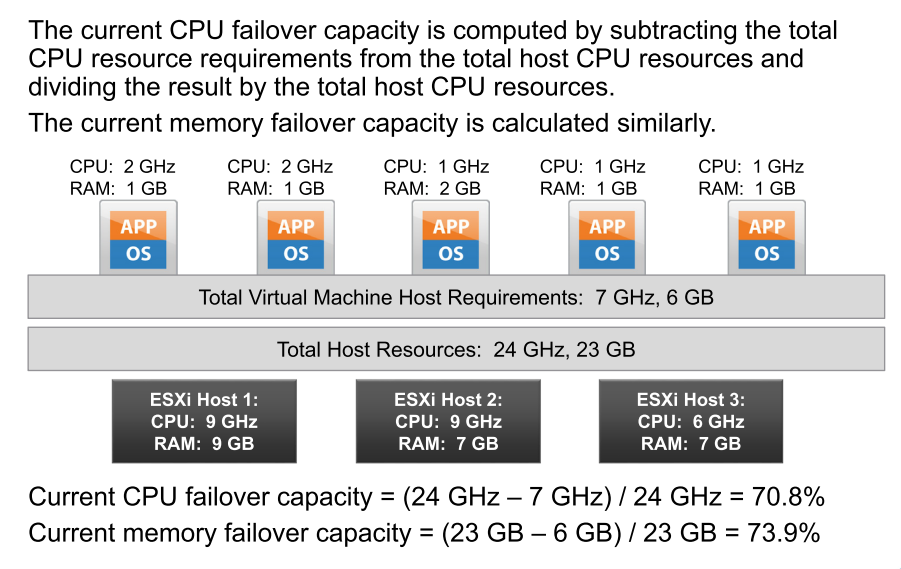 The current CPU failover capacity is computed by subtracting the total
CPU resource requirements from the total host CPU resources and
dividing the result by the total host CPU resources.
The current memory failover capacity is calculated similarly.
CPU: 2 GHz
RAM: 1 GB
CPU: 2 GHz
RAM: 1 GB
CPU: 1 GHz
RAM: 2 GB
CPU: 1 GHz
RAM: 1 GB
CPU: 1 GHz
RAM: 1 GB
APP
OS
APP
OS
APP
OS
APP
OS
APP
OS
Total Virtual Machine Host Requirements: 7 GHz, 6 GB
Total Host Resources: 24 GHz, 23 GB
ESXi Host 1:
CPU: 9 GHz
RAM: 9 GB
ESXi Host 2:
CPU: 9 GHz
RAM: 7 GB
ESXi Host 3:
CPU: 6 GHz
RAM: 7 GB
Current CPU failover capacity = (24 GHz – 7 GHz) / 24 GHz = 70.8%
Current memory failover capacity = (23 GB – 6 GB) / 23 GB = 73.9%